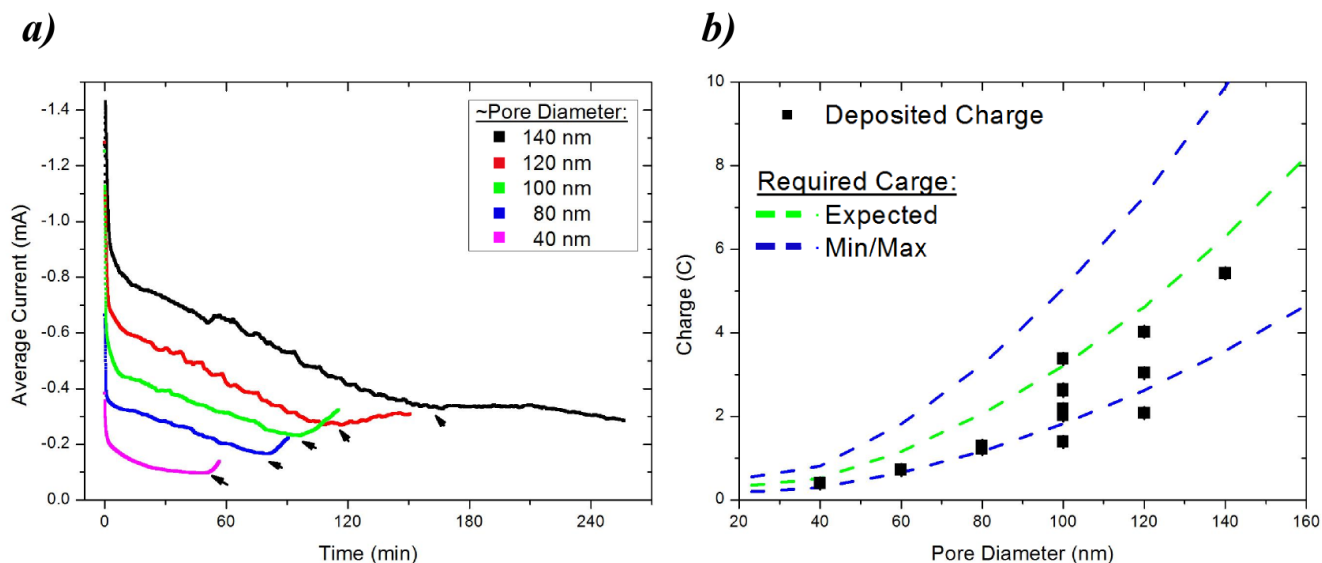 a)
-1.4
-1.2
-1.0
-0.8
-0.6
-0.4
-0.2
0.0
Average Current (mA)
~Pore Diameter:
140 nm
120 nm
100 nm
80 nm
40 nm
0 60 120 180 240
Time (min)
b)
10
8
6
4
2
0
Charge (C)
Deposited Charge
Required Carge:
Expected
Min/Max
20 40 60 80 100 120 140 160
Pore Diameter (nm)